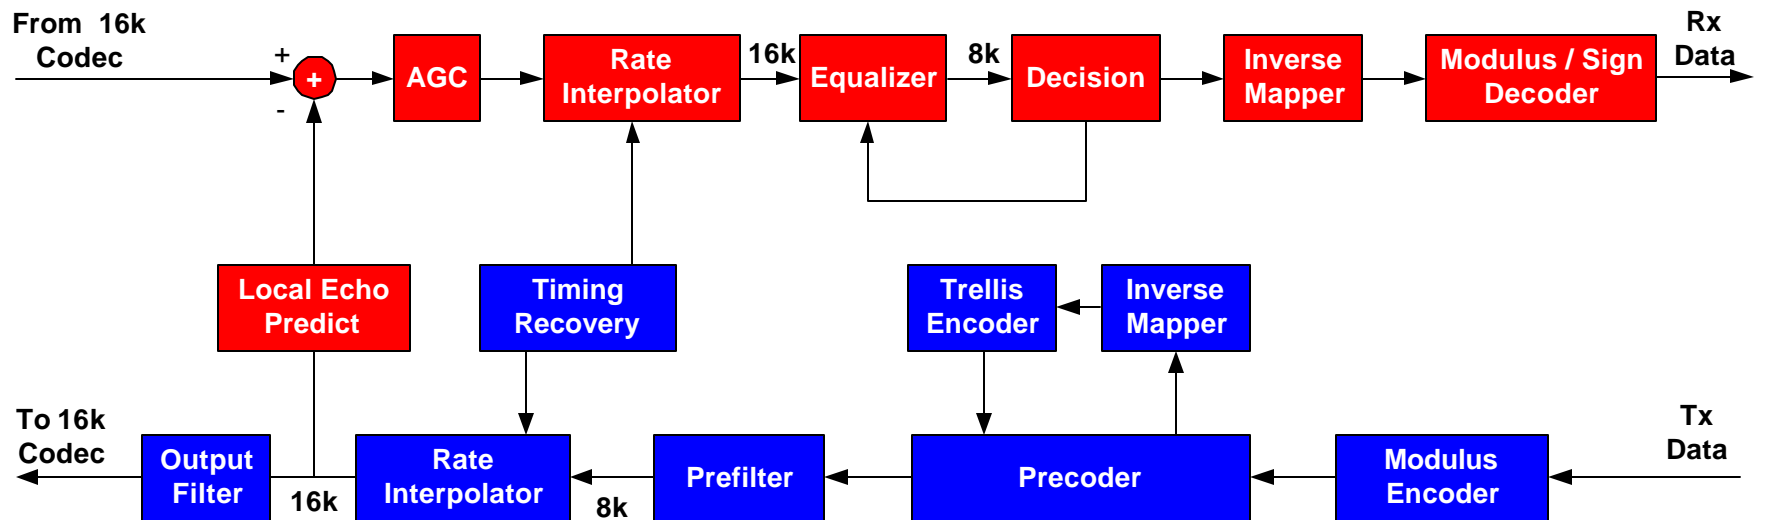 From 16k
Codec
+
-
+
AGC
Rate
Interpolator
16k
Equalizer
8k
Decision
Inverse
Mapper
Modulus / Sign
Decoder
Rx
Data
Local Echo
Predict
Timing
Recovery
Trellis
Encoder
Inverse
Mapper
To 16k
Codec
Output
Filter
16k
Rate
Interpolator
8k
Prefilter
Precoder
Modulus
Encoder
Tx
Data